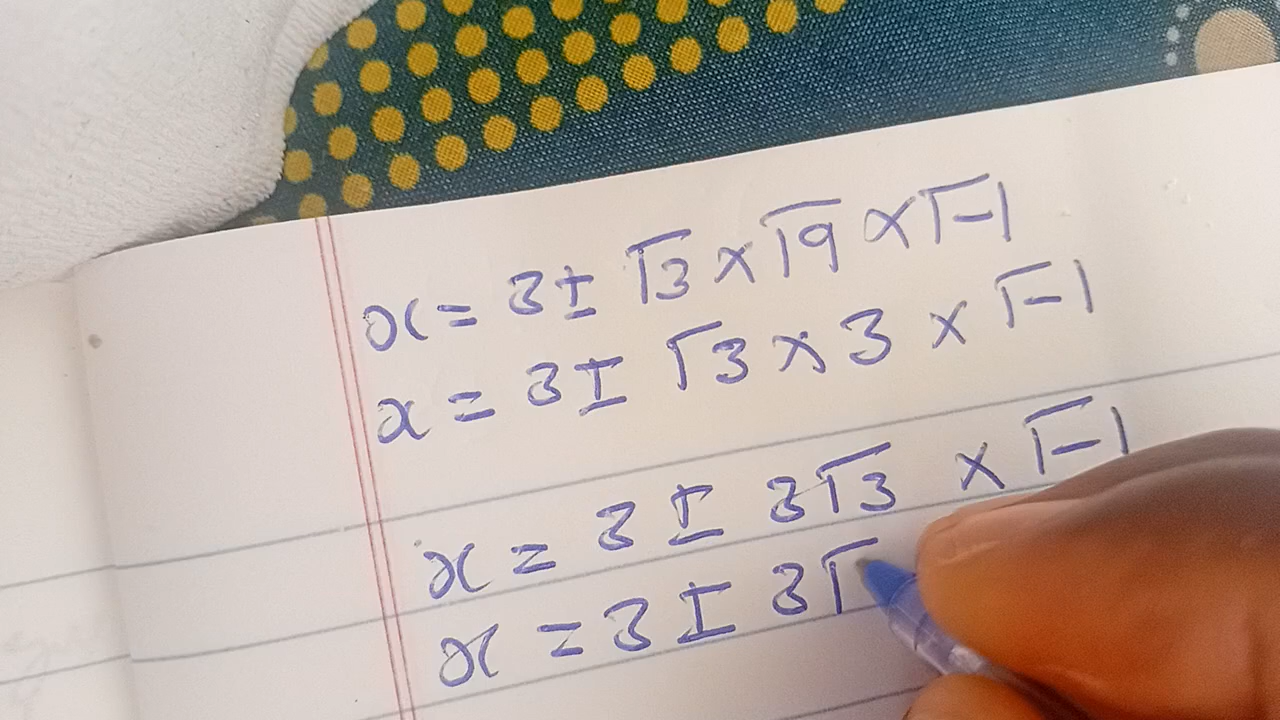 x = 3 ± √3 × √9 × √-1
x = 3 ± √3 × 3 × √-1
x = 3 ± 3√3 × √-1
x = 3 ± 3√